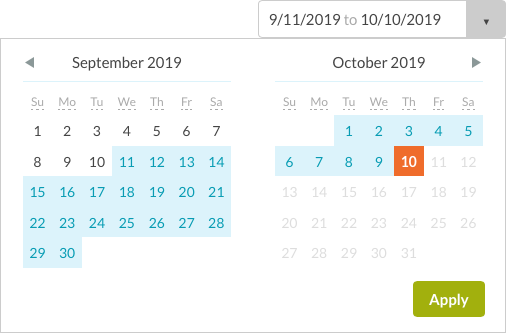 9/11/2019 to 10/10/2019
September 2019
October 2019
Su Mo Tu We Th Fr Sa
1 2 3 4 5 6 7
8 9 10 11 12 13 14
15 16 17 18 19 20 21
22 23 24 25 26 27 28
29 30
Su Mo Tu We Th Fr Sa
1 2 3 4 5
6 7 8 9 10 11 12
13 14 15 16 17 18 19
20 21 22 23 24 25 26
27 28 29 30 31
Apply